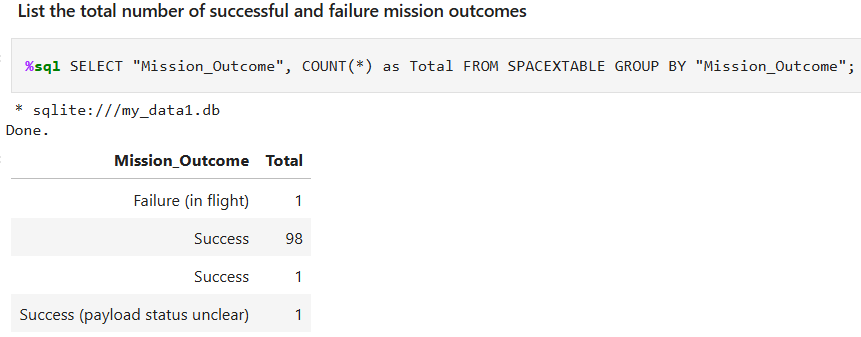 List the total number of successful and failure mission outcomes
%sql SELECT "Mission_Outcome", COUNT(*) as Total FROM SPACEXTABLE GROUP BY "Mission_Outcome";
* sqlite:///my_data1.db
Done.
Mission_Outcome Total
Failure (in flight) 1
Success 98
Success 1
Success (payload status unclear) 1